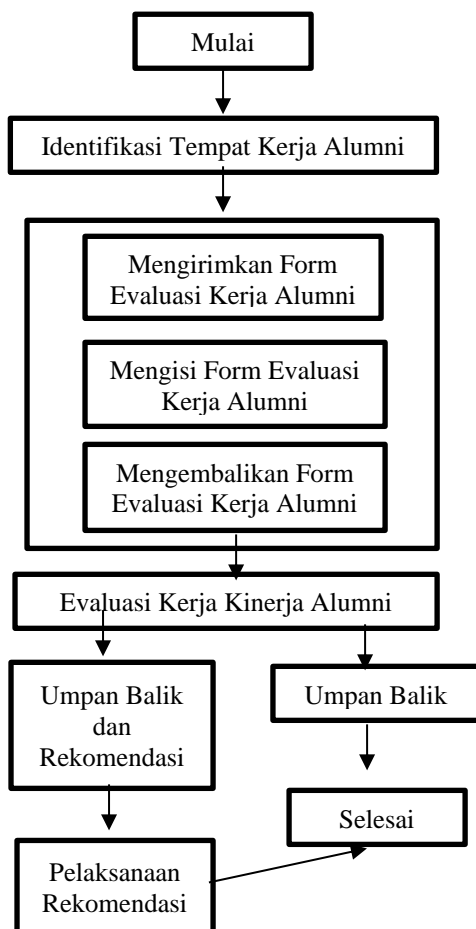 Mulai
Identifikasi Tempat Kerja Alumni
Mengirimkan Form
Evaluasi Kerja Alumni
Mengisi Form Evaluasi
Kerja Alumni
Mengembalikan Form
Evaluasi Kerja Alumni
Evaluasi Kerja Kinerja Alumni
Umpan Balik
dan
Rekomendasi
Umpan Balik
Pelaksanaan
Rekomendasi
Selesai